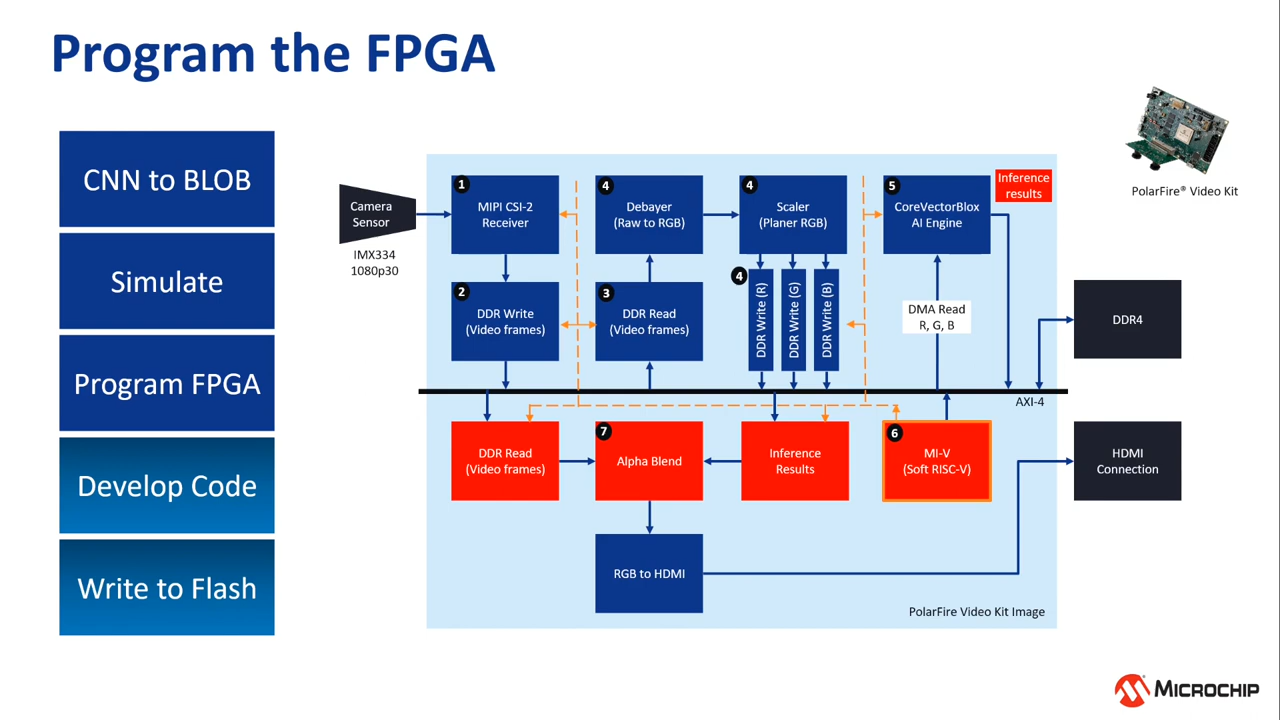 Program the FPGA
CNN to BLOB
Simulate
Program FPGA
Develop Code
Write to Flash
PolarFire® Video Kit
Camera
Sensor
IMX334
1080p30
1
MIPI CSI-2
Receiver
4
Debayer
(Raw to RGB)
4
Scaler
(Planer RGB)
5
CoreVectorBlox
AI Engine
Inference
results
2
DDR Write
(Video frames)
3
DDR Read
(Video frames)
4
DDR Write (R)
DDR Write (G)
DDR Write (B)
DMA Read
R, G, B
DDR4
AXI-4
DDR Read
(Video frames)
7
Alpha Blend
Inference
Results
6
MI-V
(Soft RISC-V)
HDMI
Connection
RGB to HDMI
PolarFire Video Kit Image
MICROCHIP